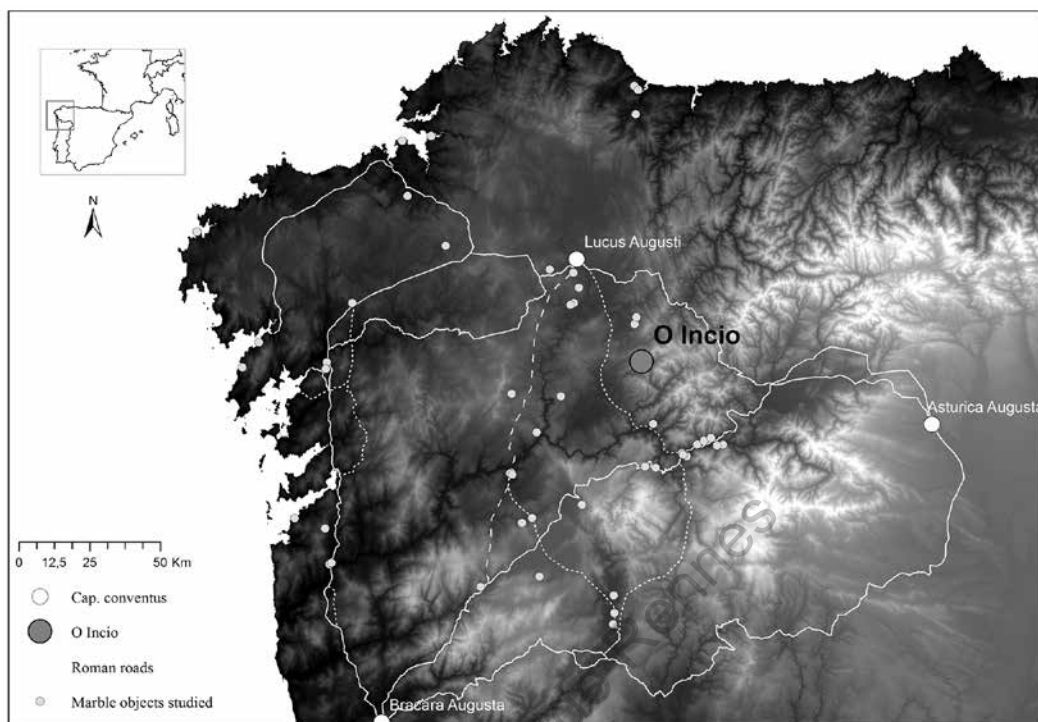 N
Lucus Augusti
O Incio
Asturica Augusta
Bracara Augusta
0 12,5 25 50 Km
Cap. conventus
O Incio
Roman roads
Marble objects studied
Rennes